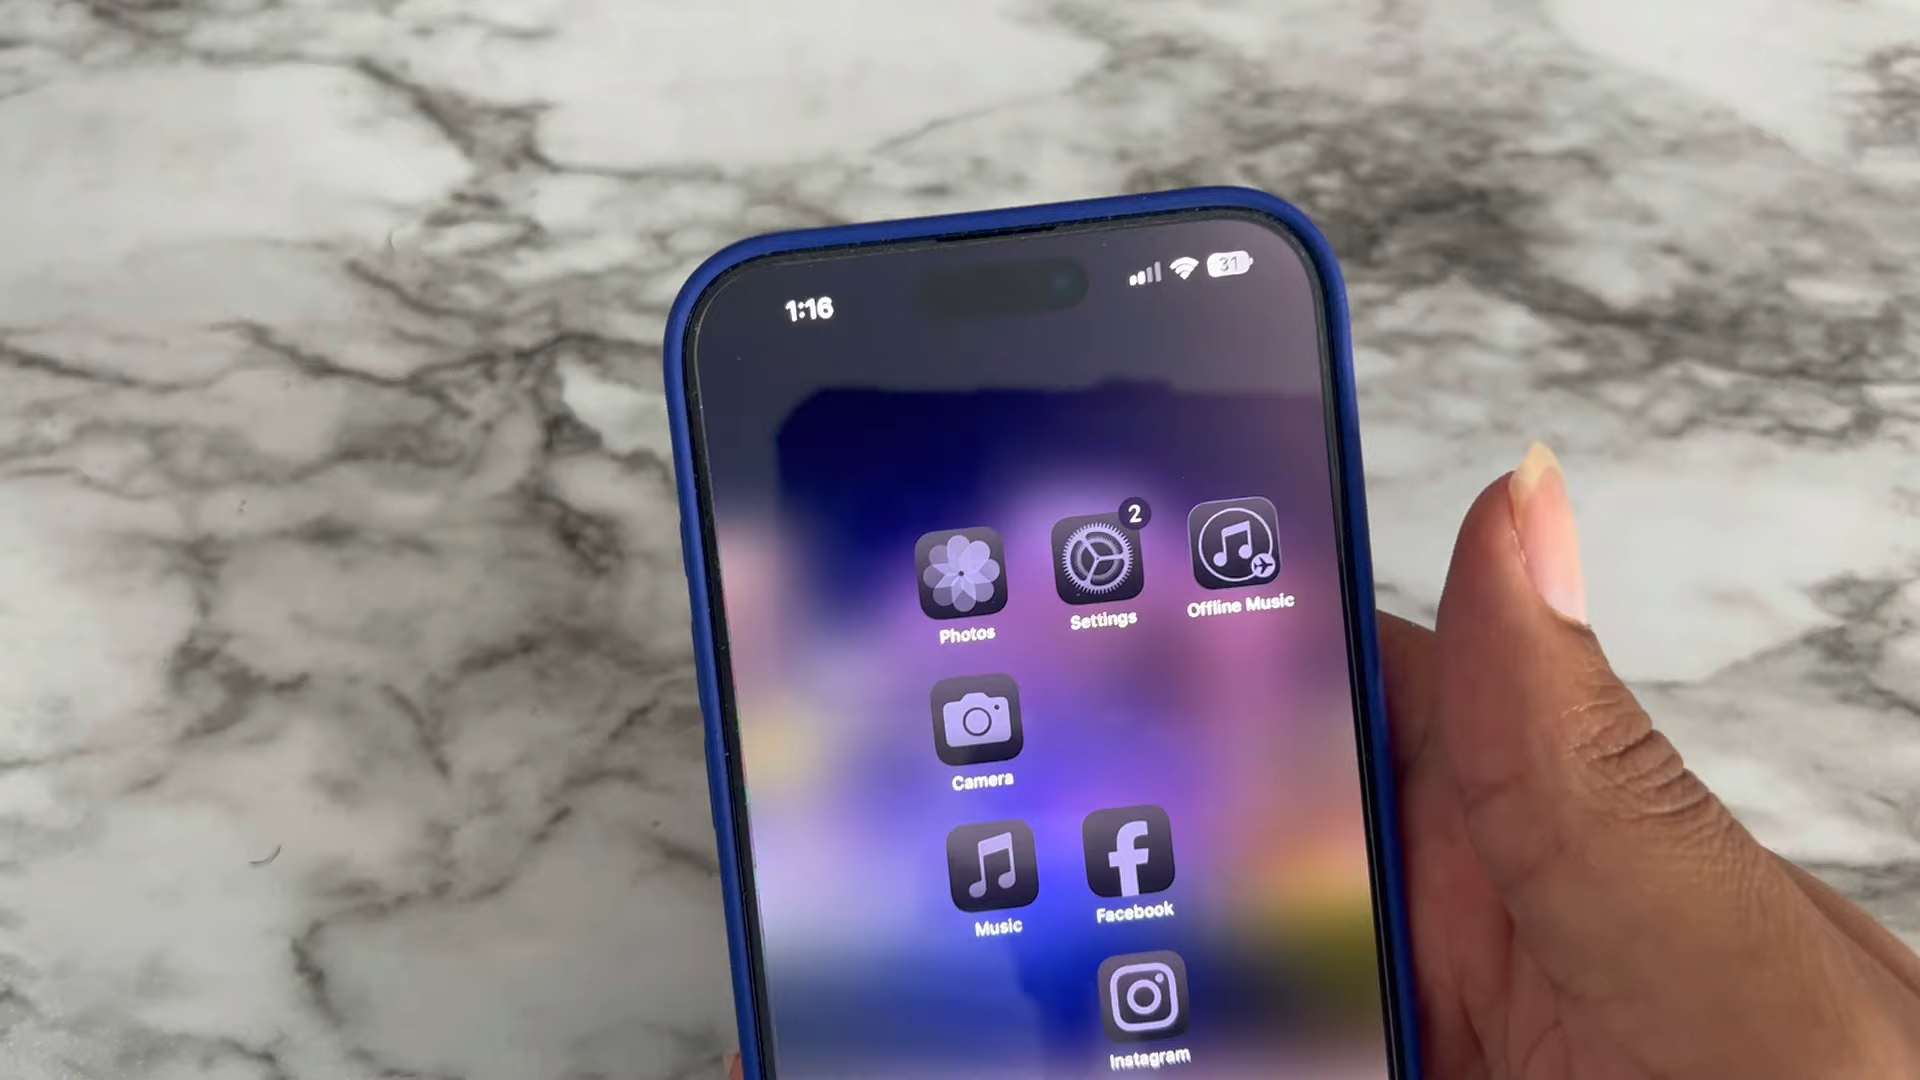 1:16
31
2
Photos
Settings
Offline Music
Camera
Music
Facebook
Instagram